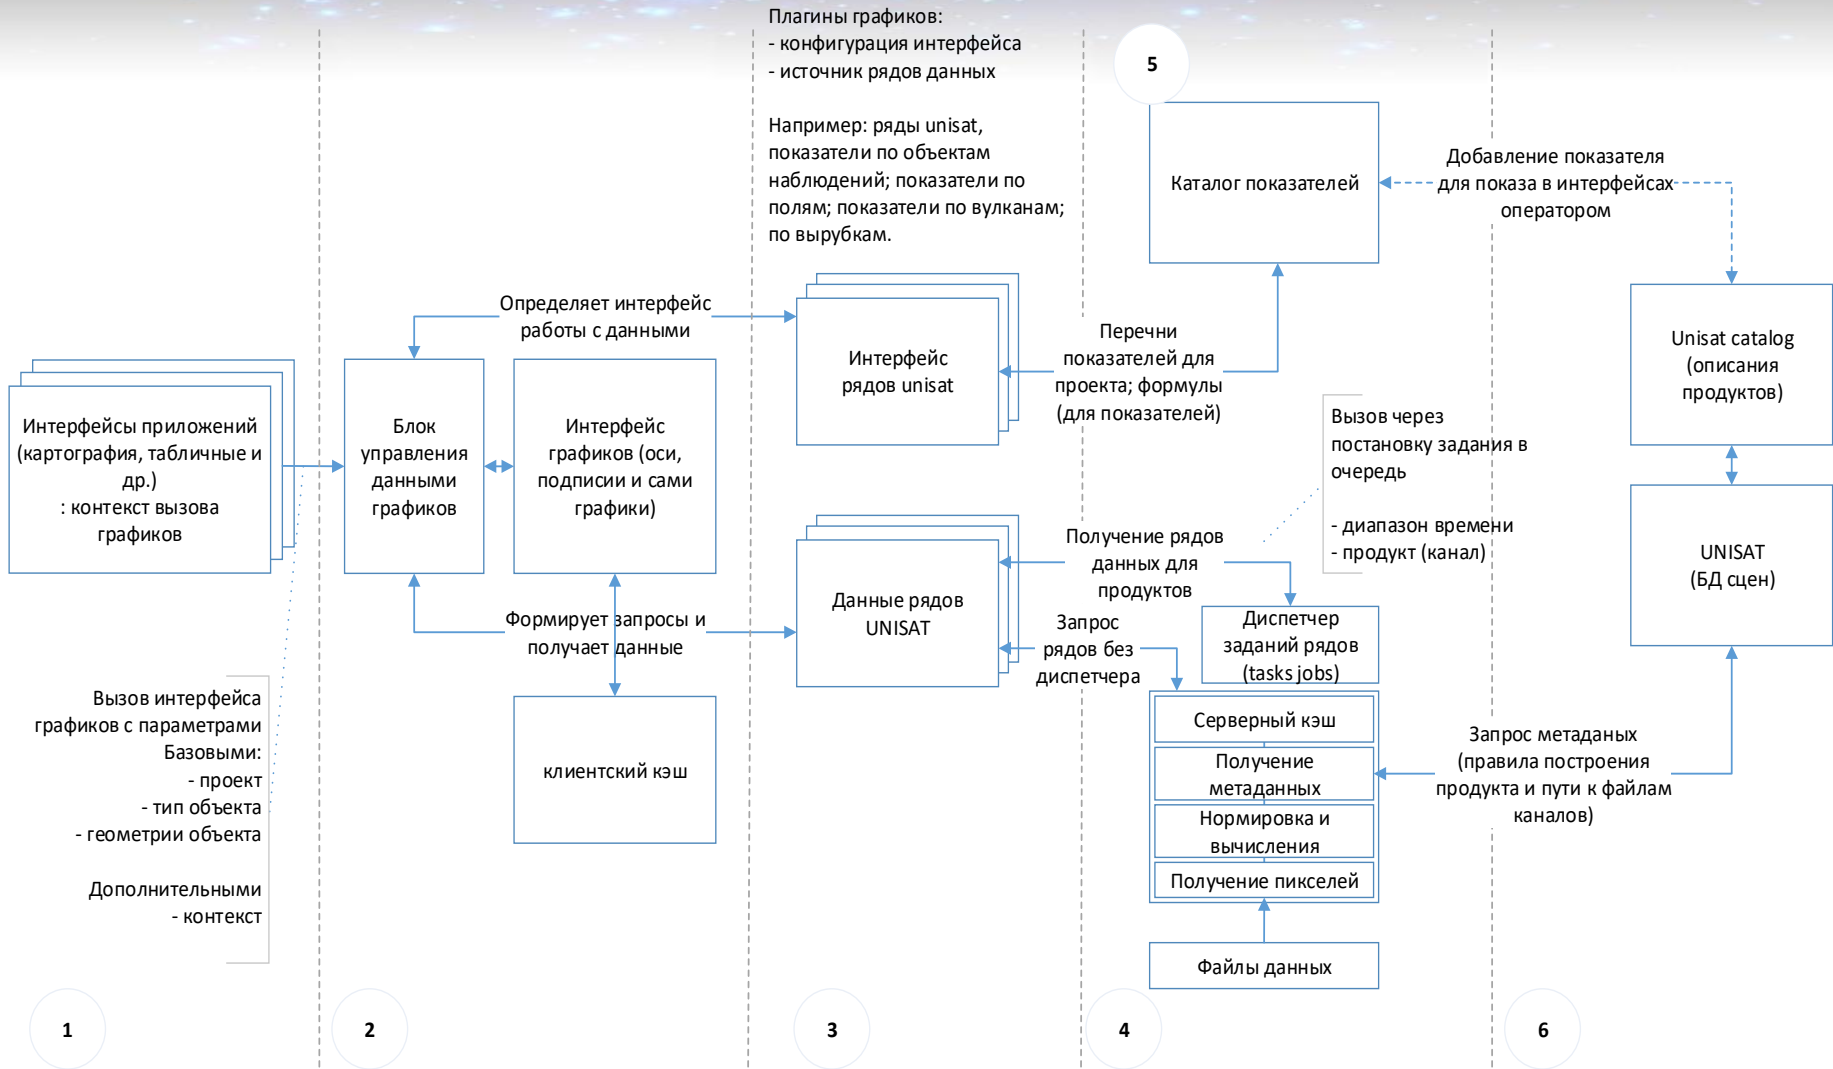 Плагины графиков:
- конфигурация интерфейса
- источник рядов данных
Например: ряды unisat,
показатели по объектам
наблюдений; показатели по
полям; показатели по вулканам;
по вырубкам.
5
Каталог показателей
Добавление показателя
для показа в интерфейсах
оператором
Определяет интерфейс
работы с данными
Интерфейс
рядов unisat
Перечни
показателей для
проекта; формулы
(для показателей)
Unisat catalog
(описания
продуктов)
Интерфейсы приложений
(картография, табличные и
др.)
: контекст вызова
графиков
Блок
управления
данными
графиков
Интерфейс
графиков (оси,
подписии и сами
графики)
Вызов через
постановку задания в
очередь
- диапазон времени
- продукт (канал)
UNISAT
(БД сцен)
Получение рядов
данных для
продуктов
Данные рядов
UNISAT
Формирует запросы и
получает данные
Запрос
рядов без
диспетчера
Диспетчер
заданий рядов
(tasks jobs)
Вызов интерфейса
графиков с параметрами
Базовыми:
- проект
- тип объекта
- геометрии объекта
Дополнительными
- контекст
клиентский кэш
Серверный кэш
Получение
метаданных
Нормировка и
вычисления
Получение пикселей
Запрос метаданых
(правила построения
продукта и пути к файлам
каналов)
Файлы данных
1
2
3
4
6